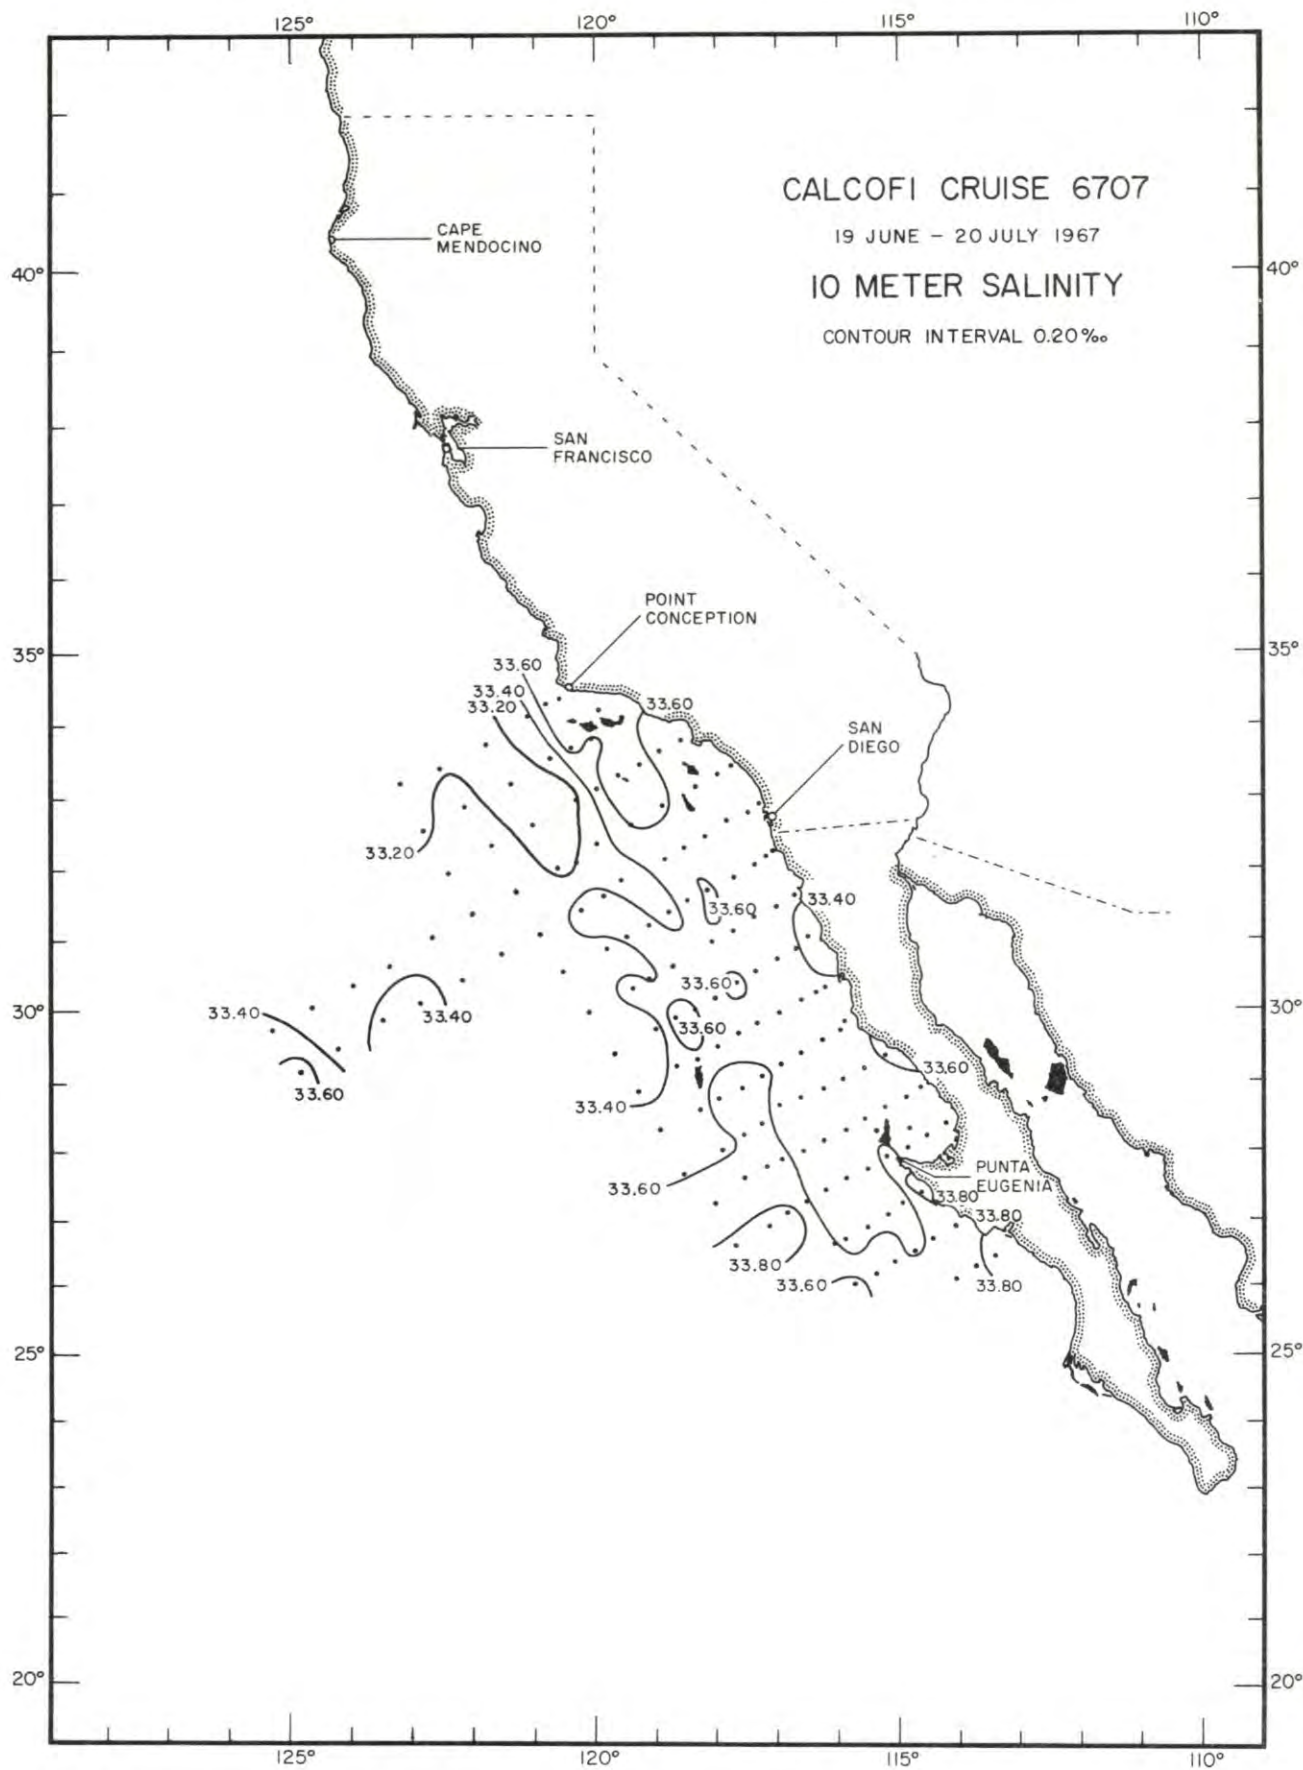 125°
120°
115°
110°
CALCOFI CRUISE 6707
19 JUNE – 20 JULY 1967
10 METER SALINITY
CONTOUR INTERVAL 0.20‰
CAPE
MENDOCINO
40°
40°
SAN
FRANCISCO
POINT
CONCEPTION
35°
35°
33.60
33.40
33.20
33.60
SAN
DIEGO
33.20
33.40
33.60
33.60
30°
30°
33.40
33.40
33.60
33.60
33.60
33.40
PUNTA
EUGENIA
33.60
33.80
33.80
33.80
33.60
33.80
25°
25°
20°
20°
125°
120°
115°
110°